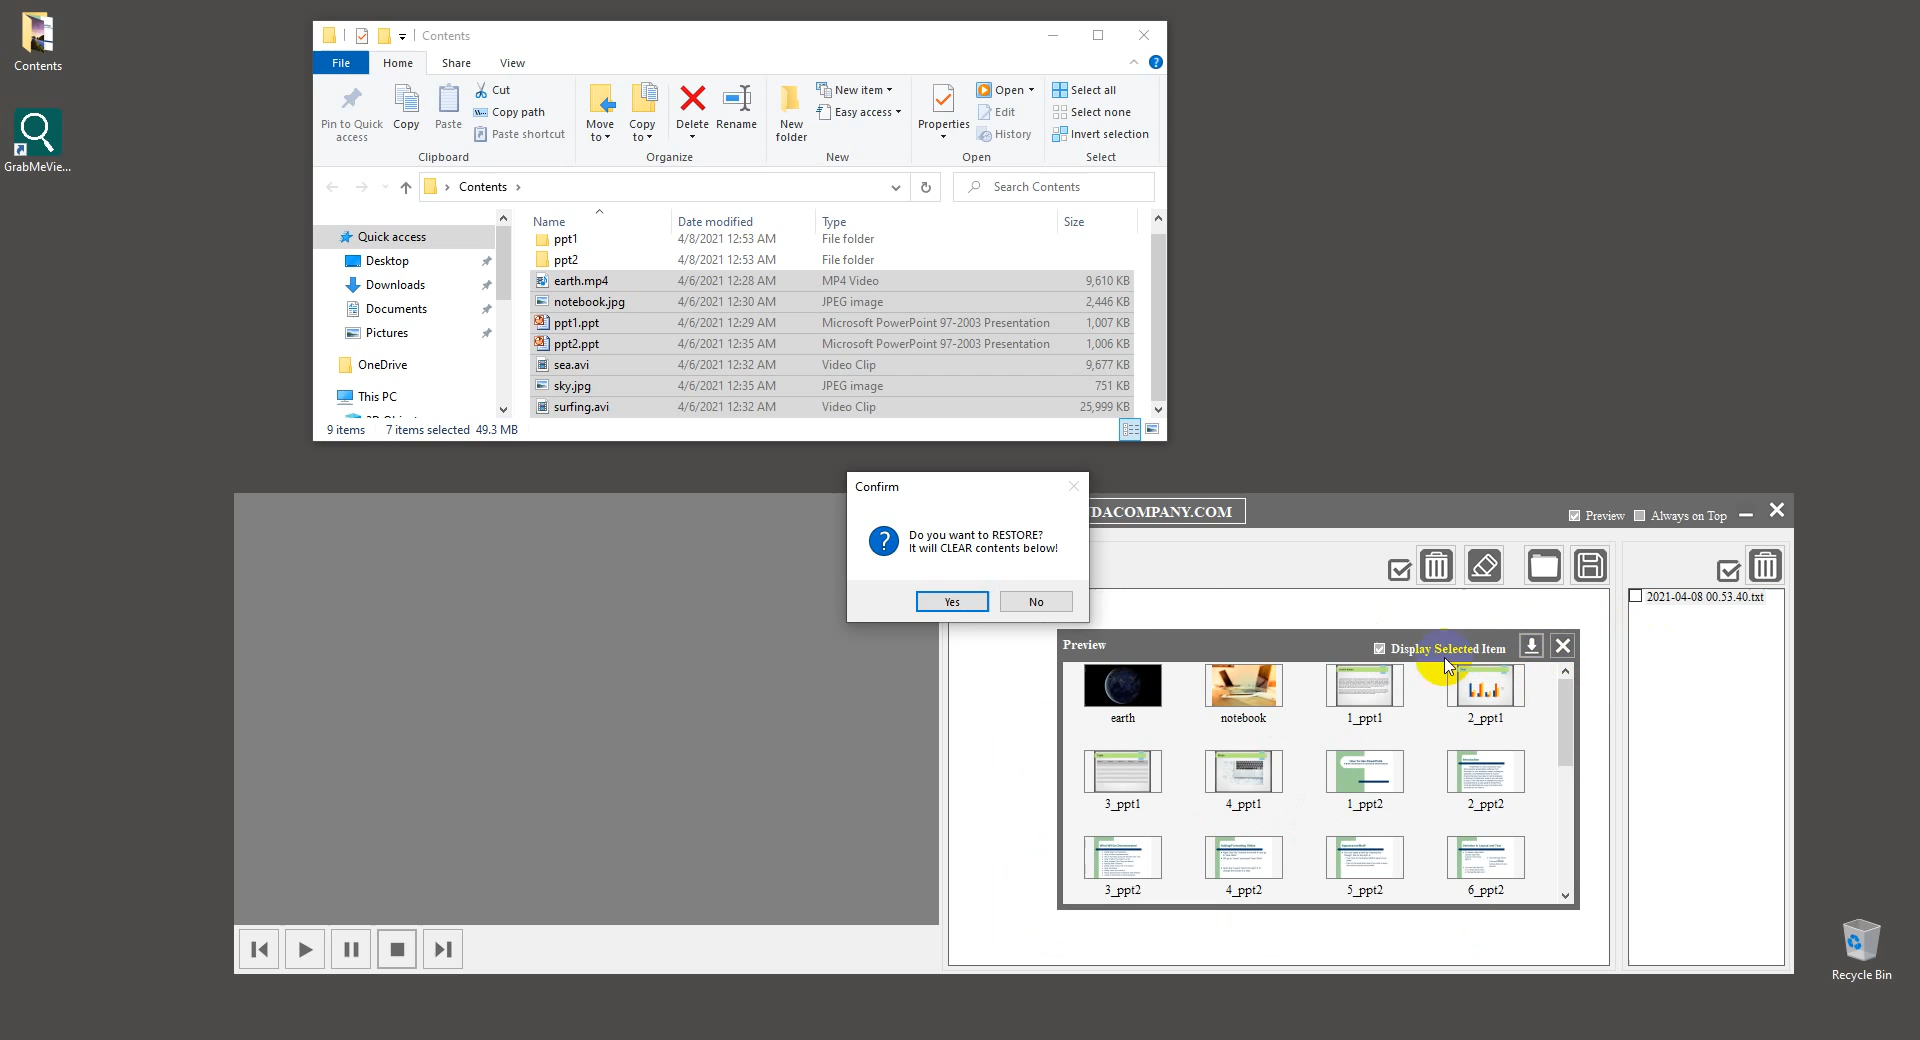 Contents
GrabMeVie...
Contents
File
Home
Share
View
Pin to Quick access
Copy
Paste
Cut
Copy path
Paste shortcut
Clipboard
Move to
Copy to
Delete
Rename
Organize
New folder
New item
Easy access
New
Properties
Open
Edit
History
Open
Select all
Select none
Invert selection
Select
Contents
Search Contents
Quick access
Desktop
Downloads
Documents
Pictures
OneDrive
This PC
Name Date modified Type Size
ppt1 4/8/2021 12:53 AM File folder
ppt2 4/8/2021 12:53 AM File folder
earth.mp4 4/6/2021 12:28 AM MP4 Video 9,610 KB
notebook.jpg 4/6/2021 12:30 AM JPEG image 2,446 KB
ppt1.ppt 4/6/2021 12:29 AM Microsoft PowerPoint 97-2003 Presentation 1,007 KB
ppt2.ppt 4/6/2021 12:35 AM Microsoft PowerPoint 97-2003 Presentation 1,006 KB
sea.avi 4/6/2021 12:32 AM Video Clip 9,677 KB
sky.jpg 4/6/2021 12:35 AM JPEG image 751 KB
surfing.avi 4/6/2021 12:32 AM Video Clip 25,999 KB
9 items 7 items selected 49.3 MB
Confirm
Do you want to RESTORE?
It will CLEAR contents below!
Yes
No
DACOMPANY.COM
Preview
Always on Top
2021-04-08 00.53.40.txt
Preview
Display Selected Item
earth
notebook
1_ppt1
2_ppt1
3_ppt1
4_ppt1
1_ppt2
2_ppt2
3_ppt2
4_ppt2
5_ppt2
6_ppt2
Recycle Bin